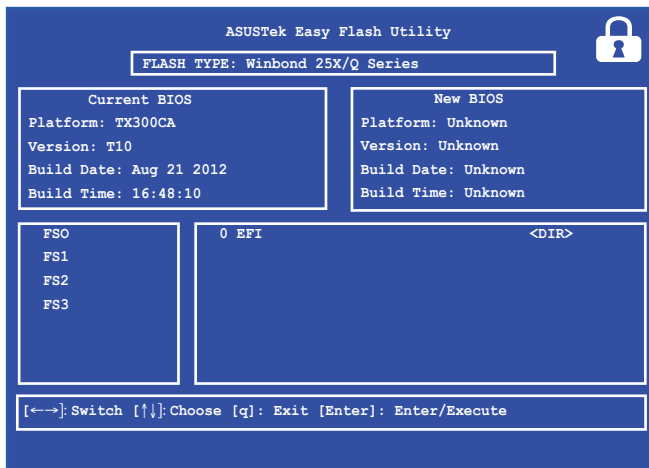 ASUSTek Easy Flash Utility
FLASH TYPE: Winbond 25X/Q Series
Current BIOS
Platform: TX300CA
Version: T10
Build Date: Aug 21 2012
Build Time: 16:48:10
New BIOS
Platform: Unknown
Version: Unknown
Build Date: Unknown
Build Time: Unknown
FSO
FS1
FS2
FS3
0 EFI <DIR>
[←→]: Switch [↑↓]: Choose [q]: Exit [Enter]: Enter/Execute